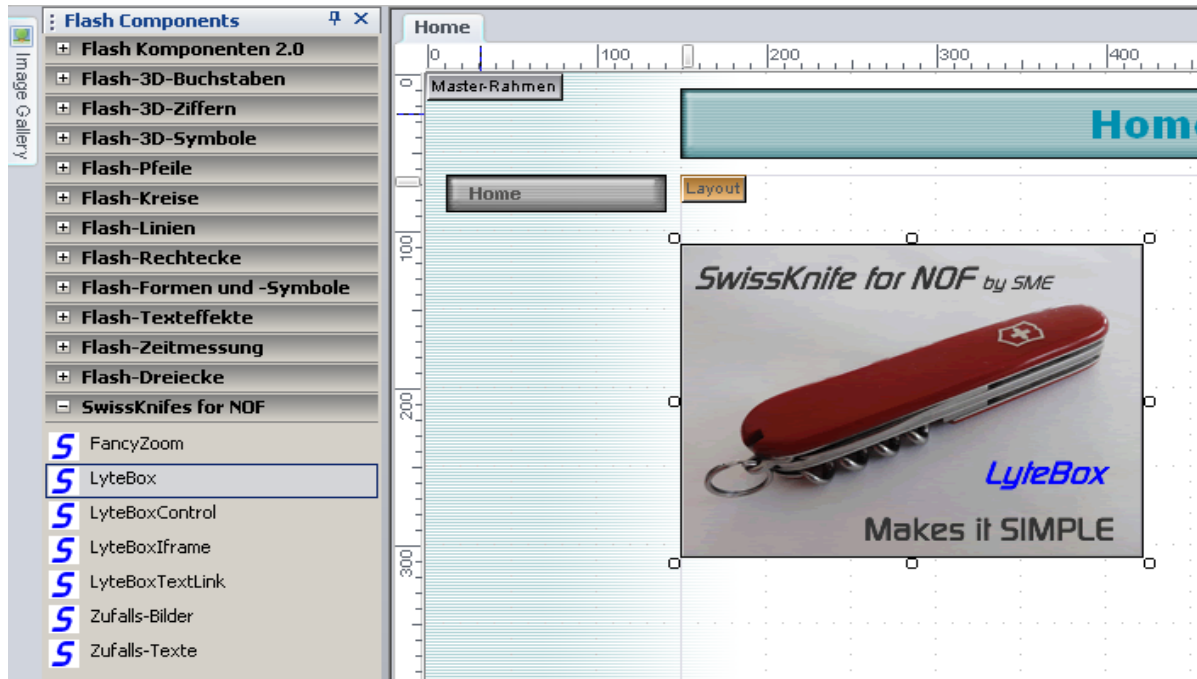 Image Gallery
Flash Components
Flash Komponenten 2.0
Flash-3D-Buchstaben
Flash-3D-Ziffern
Flash-3D-Symbole
Flash-Pfeile
Flash-Kreise
Flash-Linien
Flash-Rechtecke
Flash-Formen und -Symbole
Flash-Texteffekte
Flash-Zeitmessung
Flash-Dreiecke
SwissKnifes for NOF
S FancyZoom
S LyteBox
S LyteBoxControl
S LyteBoxIframe
S LyteBoxTextLink
S Zufalls-Bilder
S Zufalls-Texte
Home
0 100 200 300 400
0
100
200
300
Master-Rahmen
Home
Home
Layout
SwissKnife for NOF by SME
LyteBox
Makes it SIMPLE